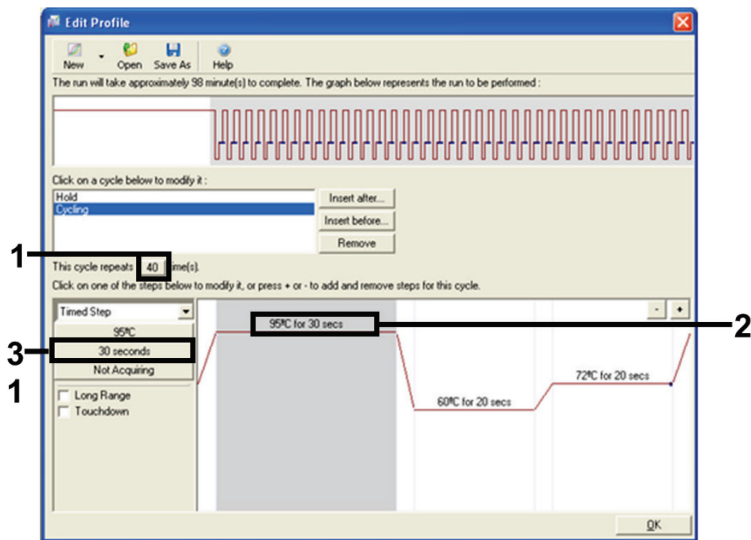 Edit Profile
New Open Save As Help
The run will take approximately 98 minute(s) to complete. The graph below represents the run to be performed :
Click on a cycle below to modify it :
Hold
Cycling
Insert after...
Insert before...
Remove
1
This cycle repeats 40 time(s).
Click on one of the steps below to modify it, or press + or - to add and remove steps for this cycle.
Timed Step
- +
95ºC
95ºC for 30 secs
2
3
30 seconds
Not Acquiring
72ºC for 20 secs
1
Long Range
60ºC for 20 secs
Touchdown
OK